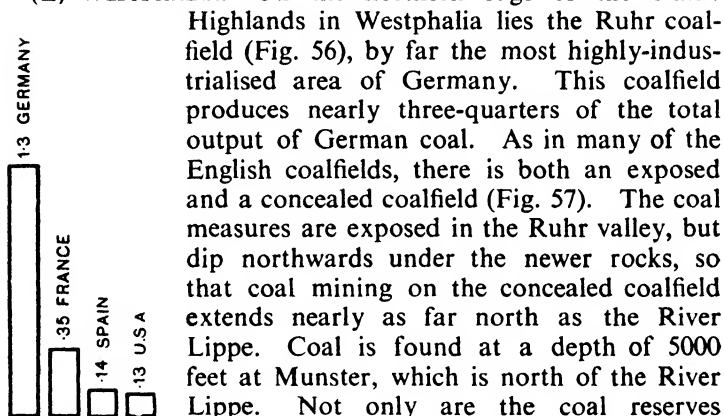 Highlands in Westphalia lies the Ruhr coal-
field (Fig. 56), by far the most highly-indus-
trialised area of Germany. This coalfield
produces nearly three-quarters of the total
output of German coal. As in many of the
English coalfields, there is both an exposed
and a concealed coalfield (Fig. 57). The coal
measures are exposed in the Ruhr valley, but
dip northwards under the newer rocks, so
that coal mining on the concealed coalfield
extends nearly as far north as the River
Lippe. Coal is found at a depth of 5000
feet at Munster, which is north of the River
Lippe. Not only are the coal reserves
1·3 GERMANY
·35 FRANCE
·14 SPAIN
·13 U.S.A